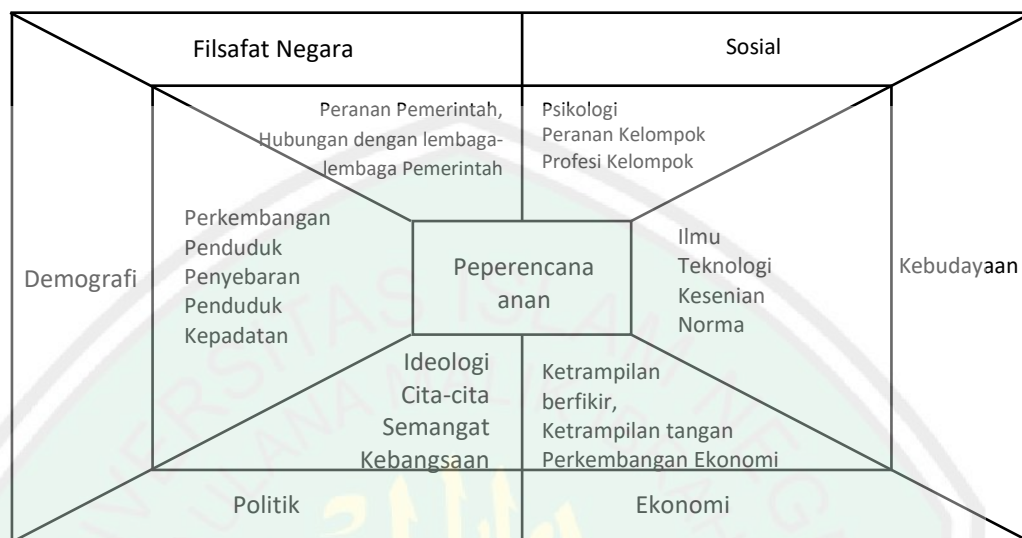 Filsafat Negara
Sosial
Peranan Pemerintah,
Hubungan dengan lembaga-
lembaga Pemerintah
Psikologi
Peranan Kelompok
Profesi Kelompok
Demografi
Perkembangan
Penduduk
Penyebaran
Penduduk
Kepadatan
Peperencana
anan
Ilmu
Teknologi
Kesenian
Norma
Kebudayaan
Ideologi
Cita-cita
Semangat
Kebangsaan
Ketrampilan
berfikir,
Ketrampilan tangan
Perkembangan Ekonomi
Politik
Ekonomi